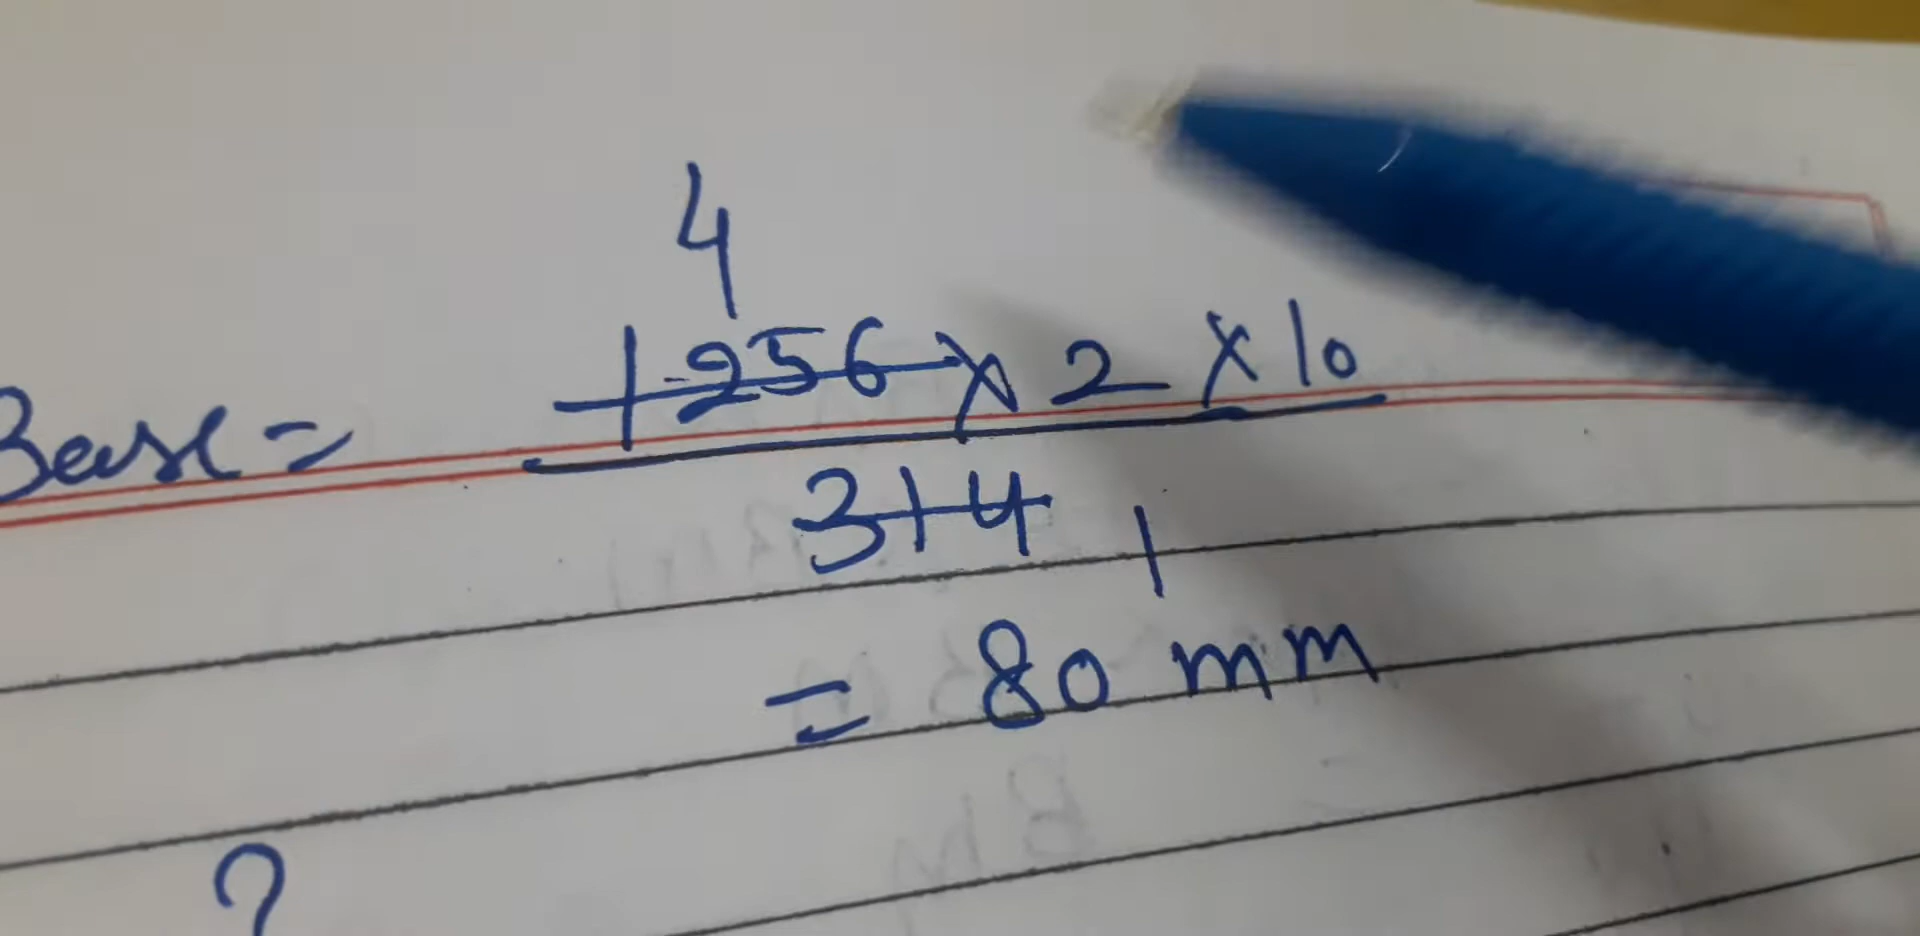 4
Base = 1256 × 2 × 10
314 1
= 80 mm
?